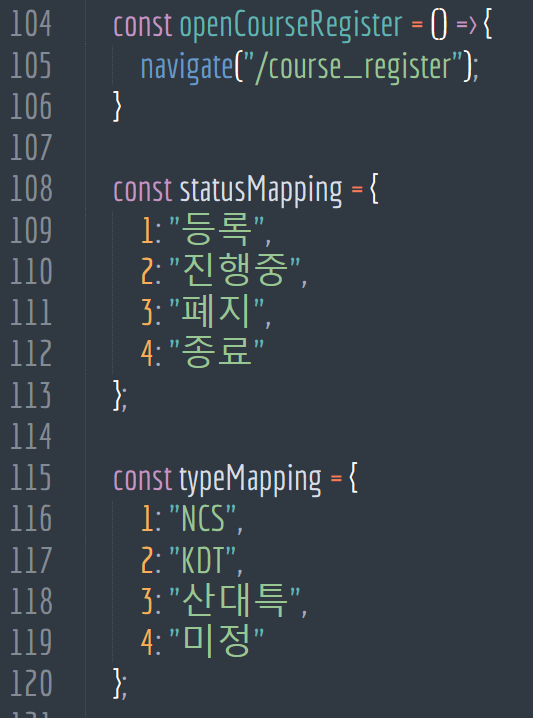 104 const openCourseRegister = () => {
105 navigate("/course_register");
106 }
107
108 const statusMapping = {
109 1: "등록",
110 2: "진행중",
111 3: "폐지",
112 4: "종료"
113 };
114
115 const typeMapping = {
116 1: "NCS",
117 2: "KDT",
118 3: "산대특",
119 4: "미정"
120 };